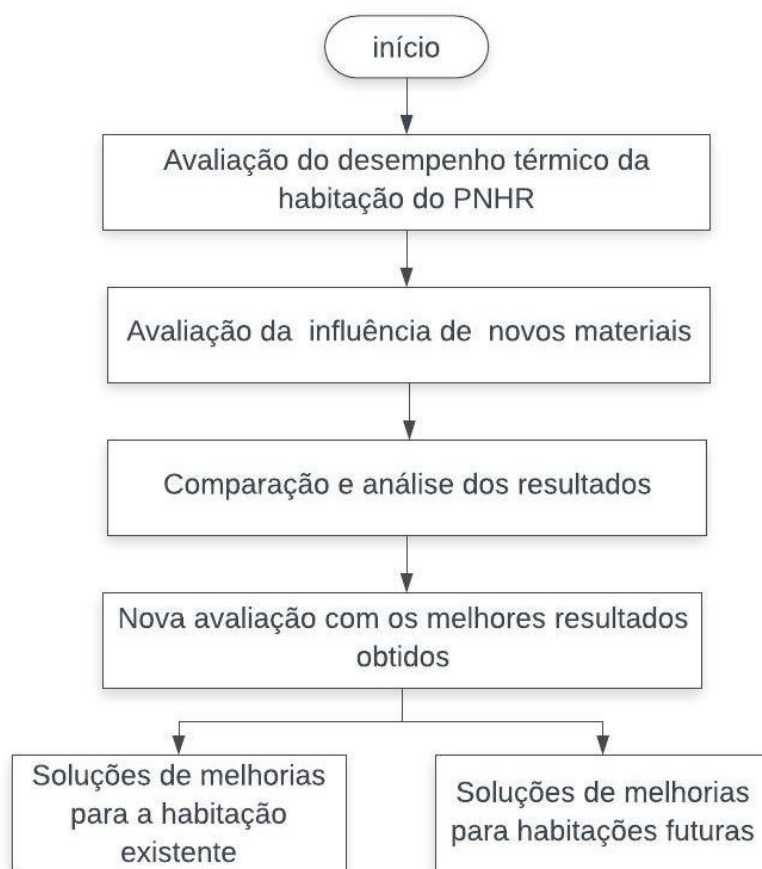 início
Avaliação do desempenho térmico da
habitação do PNHR
Avaliação da influência de novos materiais
Comparação e análise dos resultados
Nova avaliação com os melhores resultados
obtidos
Soluções de melhorias
para a habitação
existente
Soluções de melhorias
para habitações futuras